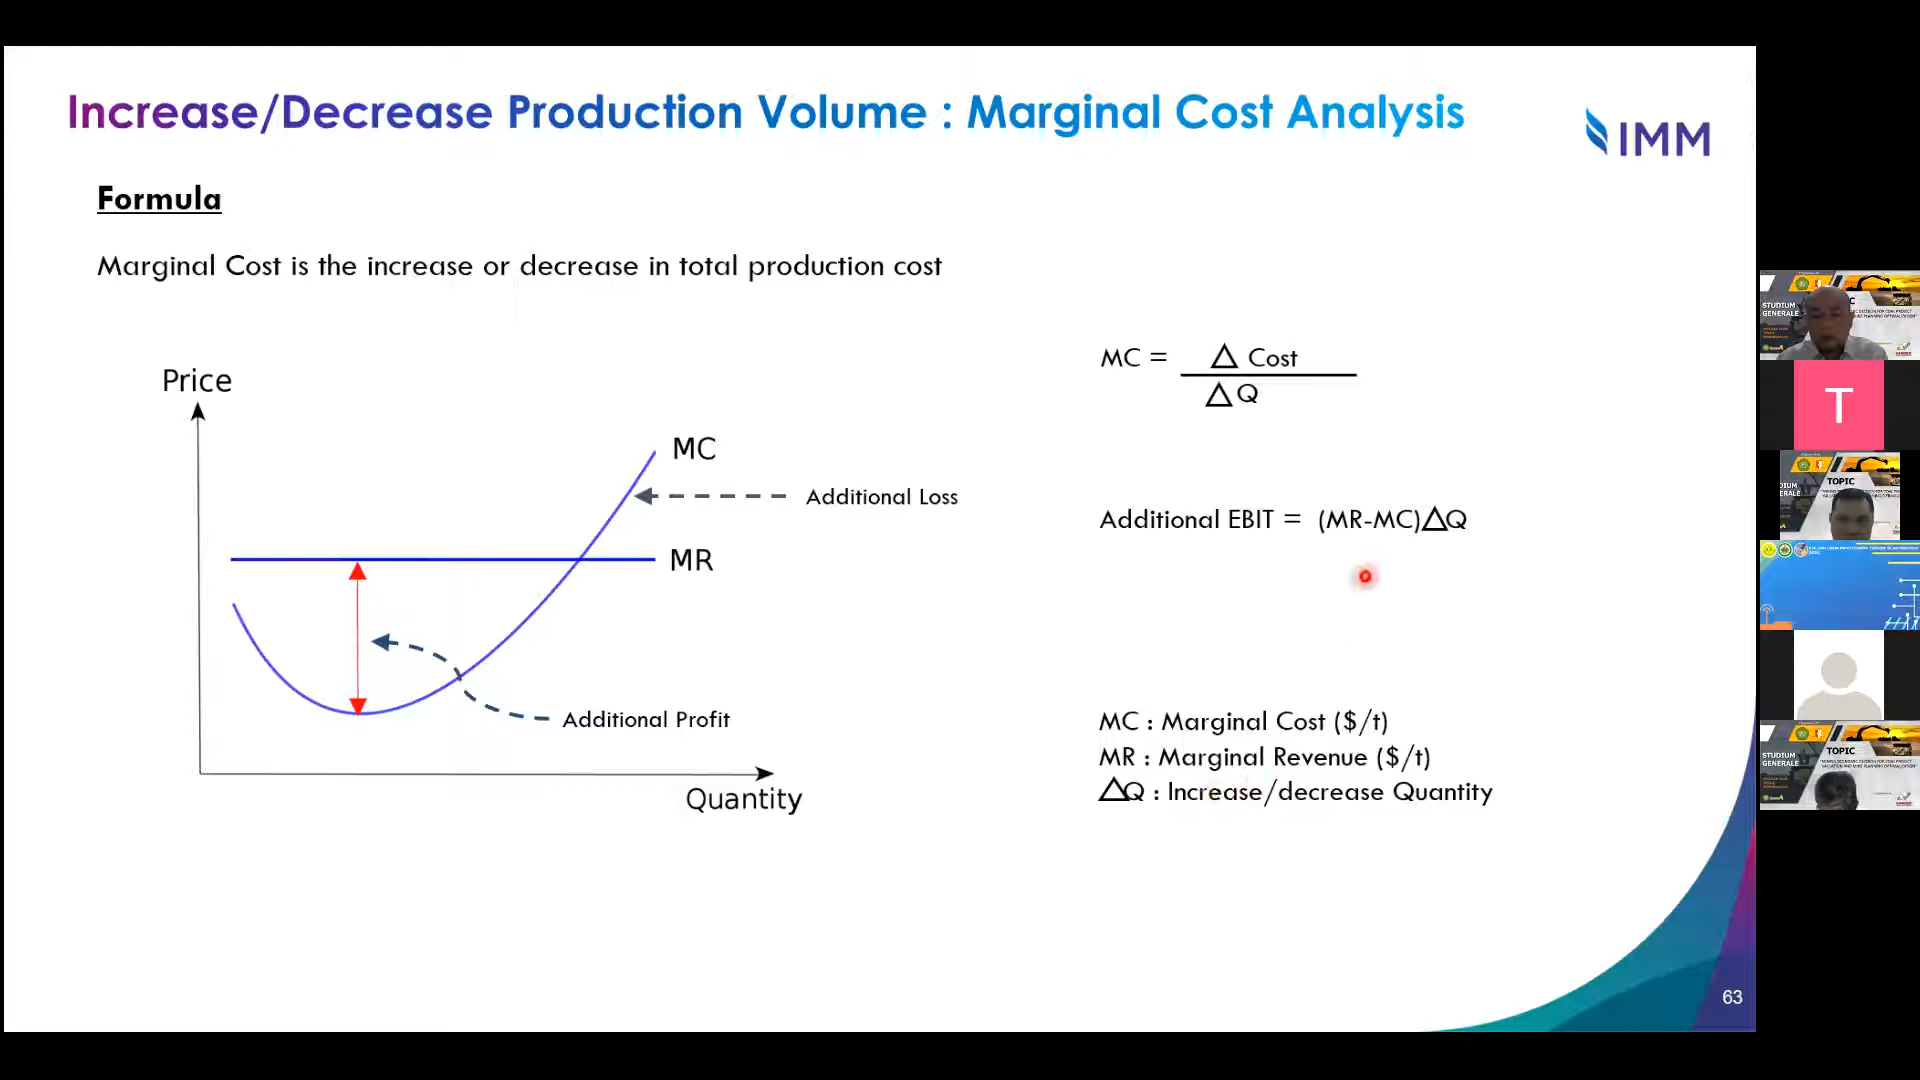 Increase/Decrease Production Volume : Marginal Cost Analysis
IMM
Formula
Marginal Cost is the increase or decrease in total production cost
Price
MC
Additional Loss
MR
Additional Profit
Quantity
MC = △ Cost
△ Q
Additional EBIT = (MR-MC)△Q
MC : Marginal Cost ($/t)
MR : Marginal Revenue ($/t)
△Q : Increase/decrease Quantity
63
STUDIUM
GENERALE
T
TOPIC
STUDIUM
GENERALE
TOPIC